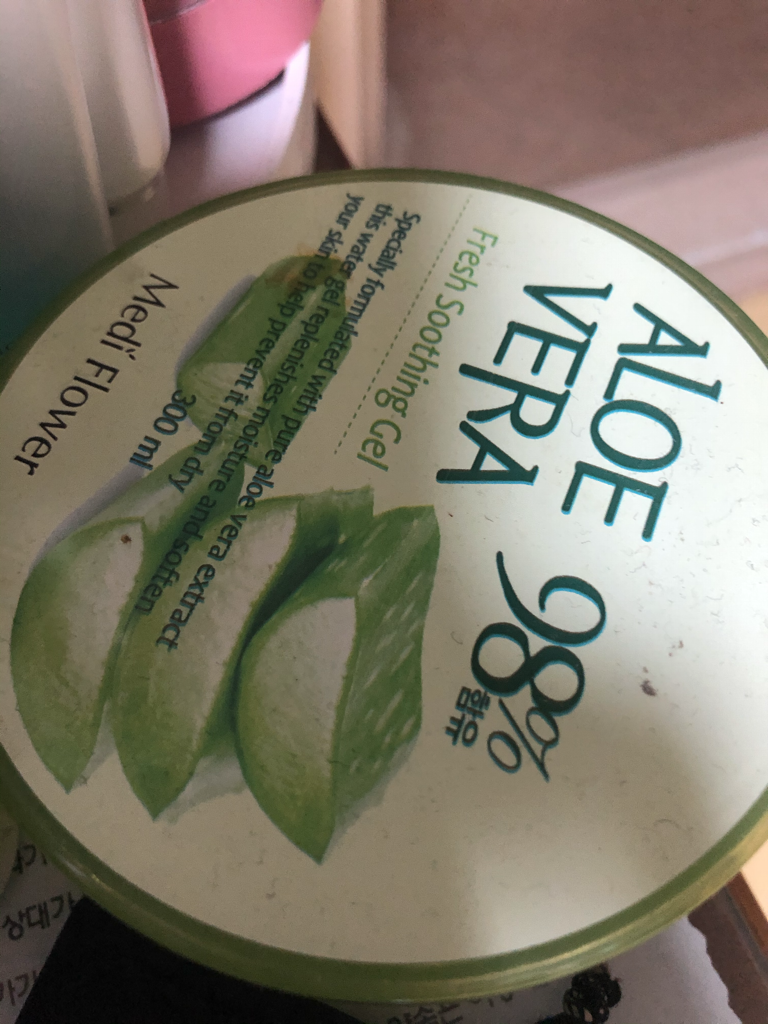 ALOE
VERA
98%
함유
Fresh Soothing Gel
Specially formulated with pure aloe vera extract
this water gel replenishes moisture and soften
your skin to help prevent it from dry
300 ml
Medi Flower